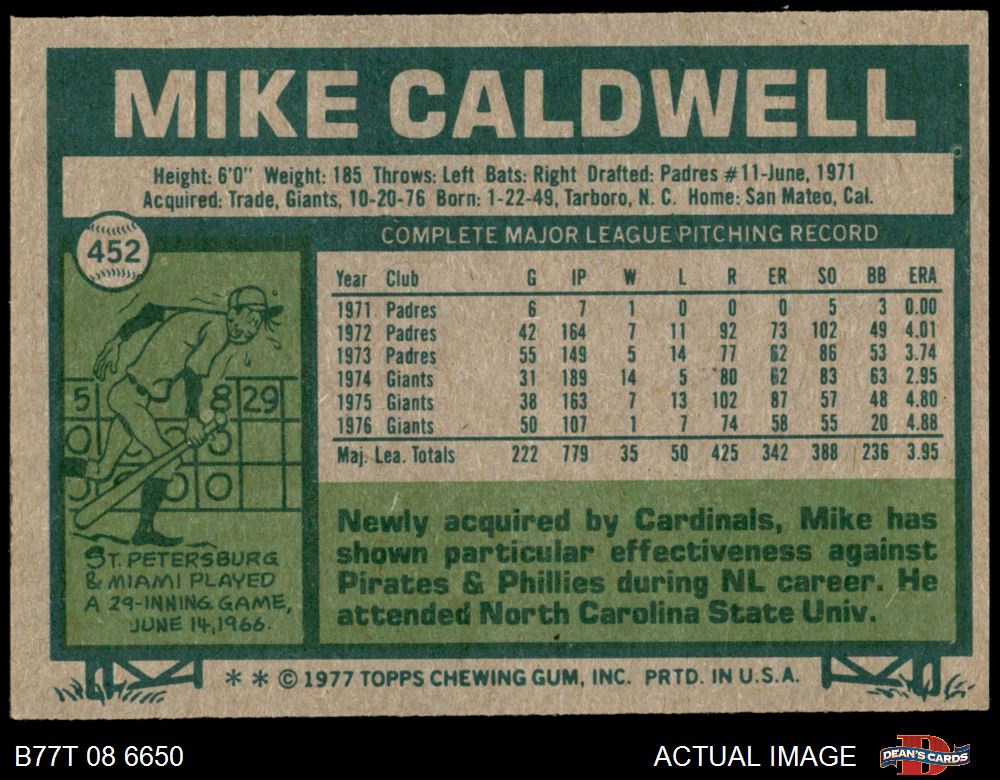 MIKE CALDWELL
Height: 6'0" Weight: 185 Throws: Left Bats: Right Drafted: Padres #11-June, 1971
Acquired: Trade, Giants, 10-20-76 Born: 1-22-49, Tarboro, N. C. Home: San Mateo, Cal.
452
COMPLETE MAJOR LEAGUE PITCHING RECORD
Year Club G IP W L R ER SO BB ERA
1971 Padres 6 7 1 0 0 0 5 3 0.00
1972 Padres 42 164 7 11 92 73 102 49 4.01
1973 Padres 55 149 5 14 77 62 86 53 3.74
1974 Giants 31 189 14 5 80 62 83 63 2.95
1975 Giants 38 163 7 13 102 87 57 48 4.80
1976 Giants 50 107 1 7 74 58 55 20 4.88
Maj. Lea. Totals 222 779 35 50 425 342 388 236 3.95
5 8 29
0 0
0 0
ST. PETERSBURG
& MIAMI PLAYED
A 29-INNING GAME,
JUNE 14, 1966.
Newly acquired by Cardinals, Mike has
shown particular effectiveness against
Pirates & Phillies during NL career. He
attended North Carolina State Univ.
* * © 1977 TOPPS CHEWING GUM, INC. PRTD. IN U.S.A.
B77T 08 6650
ACTUAL IMAGE
DEAN'S CARDS